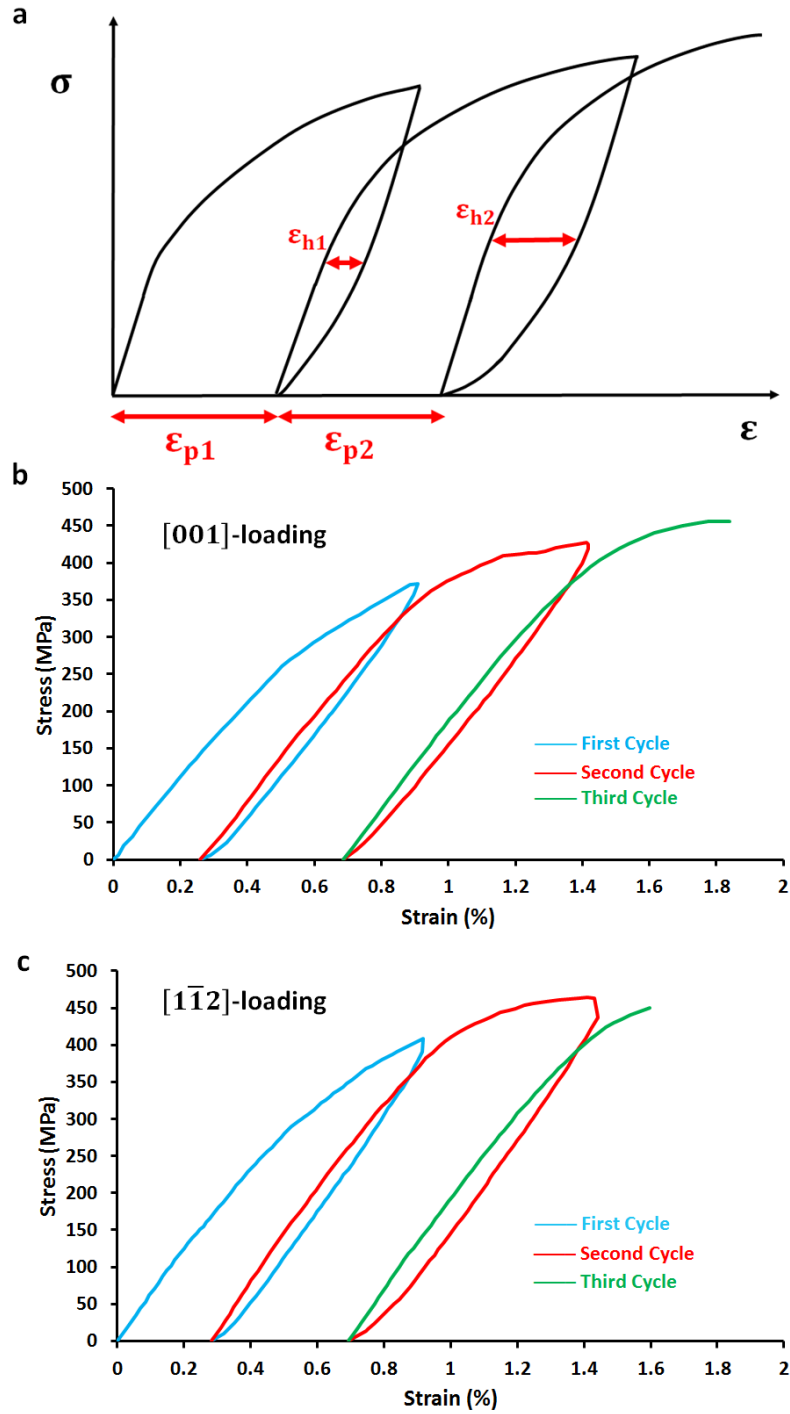 a
σ
εh1
εh2
εp1
εp2
ε
b
[001]-loading
500
450
400
350
300
250
200
150
100
50
0
Stress (MPa)
First Cycle
Second Cycle
Third Cycle
0 0.2 0.4 0.6 0.8 1 1.2 1.4 1.6 1.8 2
Strain (%)
c
[11̅2]-loading
500
450
400
350
300
250
200
150
100
50
0
Stress (MPa)
First Cycle
Second Cycle
Third Cycle
0 0.2 0.4 0.6 0.8 1 1.2 1.4 1.6 1.8 2
Strain (%)